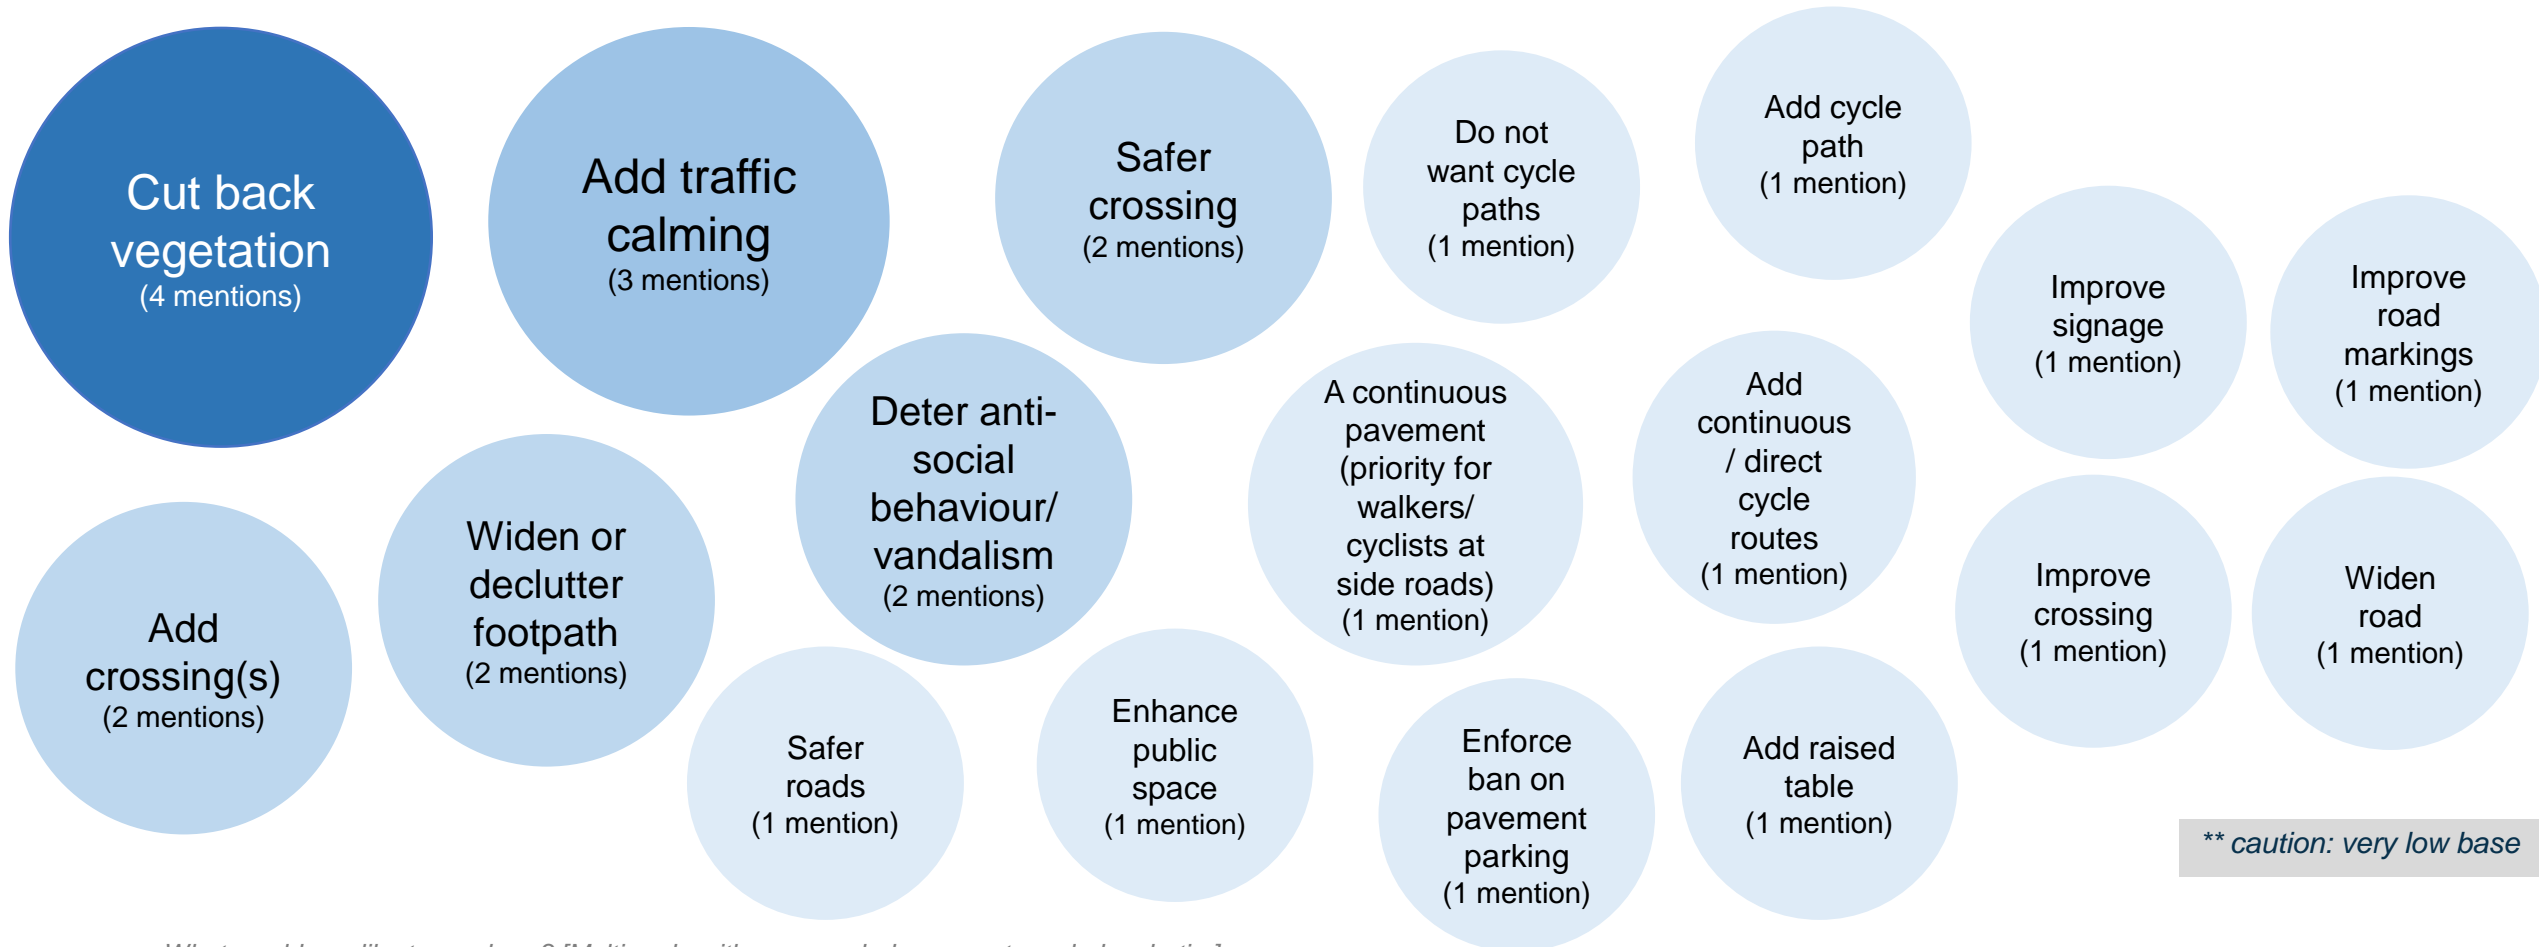 Cut back
vegetation
(4 mentions)
Add traffic
calming
(3 mentions)
Safer
crossing
(2 mentions)
Do not
want cycle
paths
(1 mention)
Add cycle
path
(1 mention)
Improve
signage
(1 mention)
Improve
road
markings
(1 mention)
Add
crossing(s)
(2 mentions)
Widen or
declutter
footpath
(2 mentions)
Deter anti-
social
behaviour/
vandalism
(2 mentions)
A continuous
pavement
(priority for
walkers/
cyclists at
side roads)
(1 mention)
Add
continuous
/ direct
cycle
routes
(1 mention)
Improve
crossing
(1 mention)
Widen
road
(1 mention)
Safer
roads
(1 mention)
Enhance
public
space
(1 mention)
Enforce
ban on
pavement
parking
(1 mention)
Add raised
table
(1 mention)
** caution: very low base